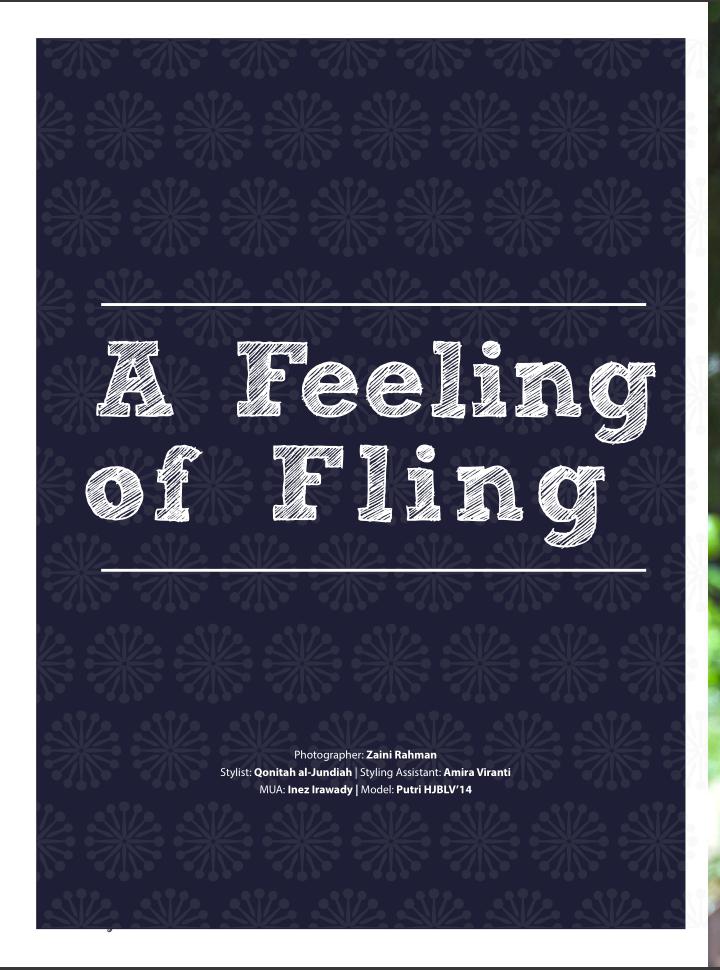 A Feeling
of Fling
Photographer: Zaini Rahman
Stylist: Qonitah al-Jundiah | Styling Assistant: Amira Viranti
MUA: Inez Irawady | Model: Putri HJBLV'14